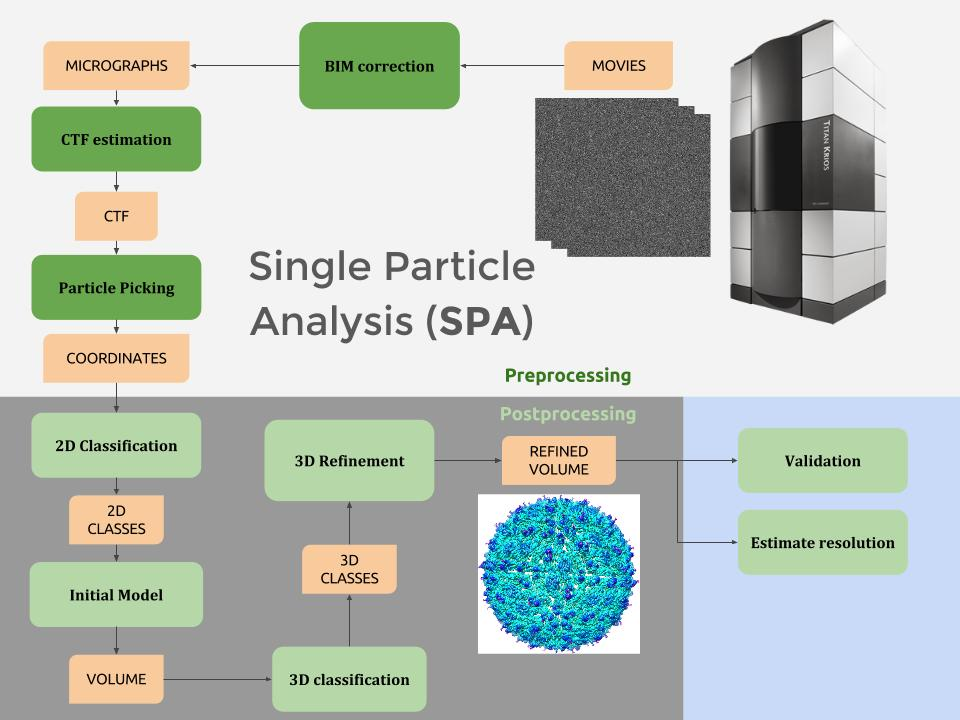 MICROGRAPHS
BIM correction
MOVIES
CTF estimation
TITAN KRIOS
CTF
Particle Picking
Single Particle
Analysis (SPA)
COORDINATES
Preprocessing
Postprocessing
2D Classification
3D Refinement
REFINED
VOLUME
Validation
2D
CLASSES
Estimate resolution
3D
CLASSES
Initial Model
VOLUME
3D classification